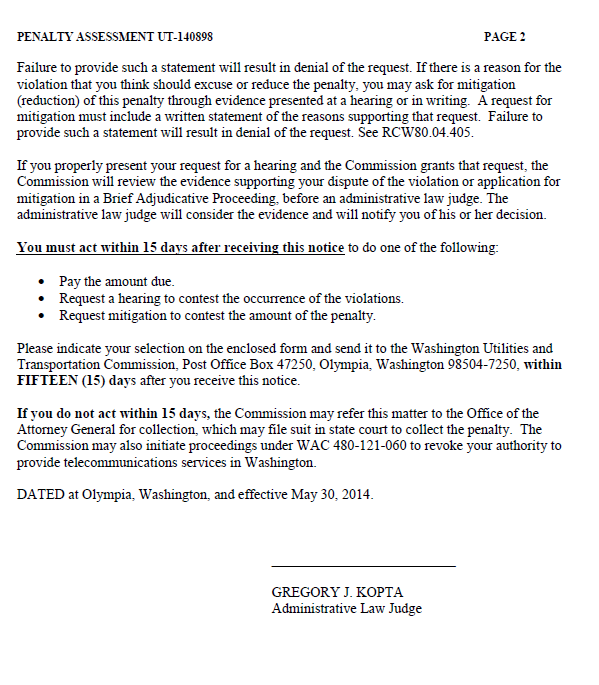 PENALTY ASSESSMENT UT-140898 PAGE 2
Failure to provide such a statement will result in denial of the request. If there is a reason for the
violation that you think should excuse or reduce the penalty, you may ask for mitigation
(reduction) of this penalty through evidence presented at a hearing or in writing. A request for
mitigation must include a written statement of the reasons supporting that request. Failure to
provide such a statement will result in denial of the request. See RCW80.04.405.
If you properly present your request for a hearing and the Commission grants that request, the
Commission will review the evidence supporting your dispute of the violation or application for
mitigation in a Brief Adjudicative Proceeding, before an administrative law judge. The
administrative law judge will consider the evidence and will notify you of his or her decision.
You must act within 15 days after receiving this notice to do one of the following:
• Pay the amount due.
• Request a hearing to contest the occurrence of the violations.
• Request mitigation to contest the amount of the penalty.
Please indicate your selection on the enclosed form and send it to the Washington Utilities and
Transportation Commission, Post Office Box 47250, Olympia, Washington 98504-7250, within
FIFTEEN (15) days after you receive this notice.
If you do not act within 15 days, the Commission may refer this matter to the Office of the
Attorney General for collection, which may file suit in state court to collect the penalty. The
Commission may also initiate proceedings under WAC 480-121-060 to revoke your authority to
provide telecommunications services in Washington.
DATED at Olympia, Washington, and effective May 30, 2014.
GREGORY J. KOPTA
Administrative Law Judge